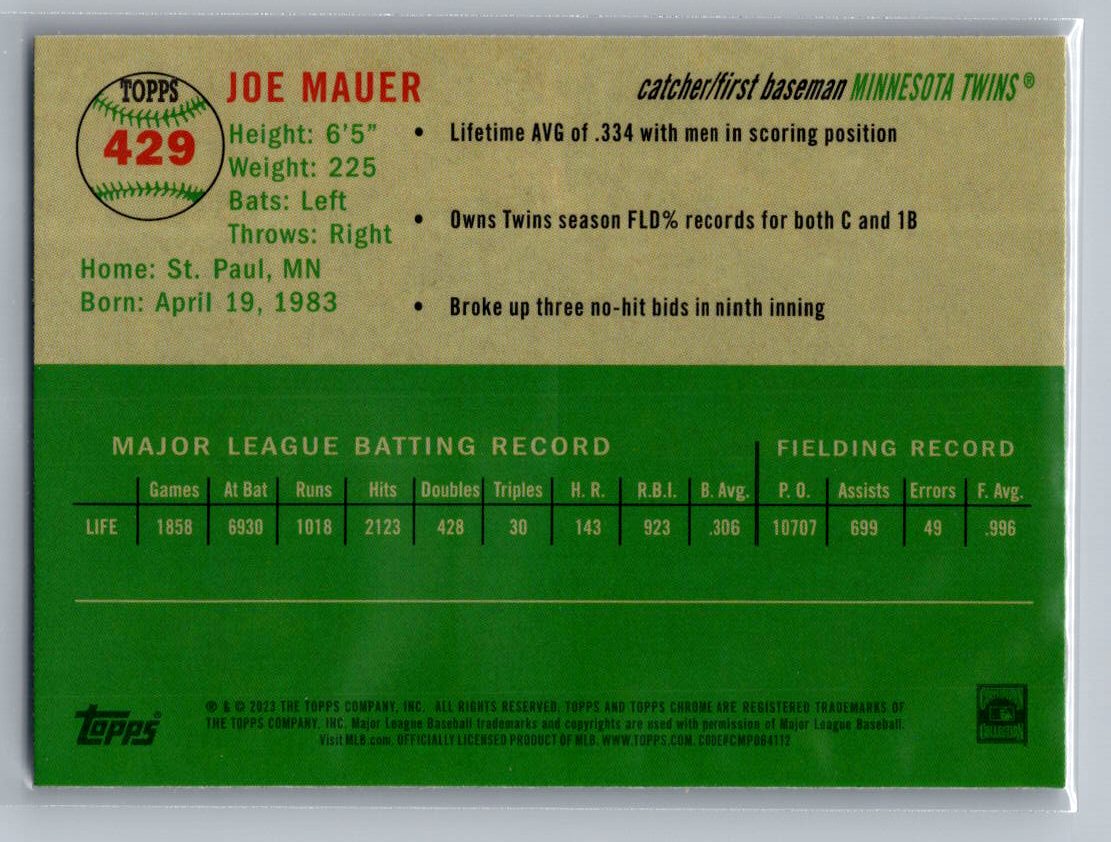 TOPPS
429
JOE MAUER
catcher/first baseman MINNESOTA TWINS®
Height: 6'5"
Weight: 225
Bats: Left
Throws: Right
Home: St. Paul, MN
Born: April 19, 1983
• Lifetime AVG of .334 with men in scoring position
• Owns Twins season FLD% records for both C and 1B
• Broke up three no-hit bids in ninth inning
MAJOR LEAGUE BATTING RECORD FIELDING RECORD
Games At Bat Runs Hits Doubles Triples H. R. R.B.I. B. Avg. P. O. Assists Errors F. Avg.
LIFE 1858 6930 1018 2123 428 30 143 923 .306 10707 699 49 .996
Topps®
® & © 2023 THE TOPPS COMPANY, INC. ALL RIGHTS RESERVED. TOPPS AND TOPPS CHROME ARE REGISTERED TRADEMARKS OF
THE TOPPS COMPANY, INC. Major League Baseball trademarks and copyrights are used with permission of Major League Baseball.
Visit MLB.com. OFFICIALLY LICENSED PRODUCT OF MLB. WWW.TOPPS.COM. CODE#CMP084112
COLLECTION